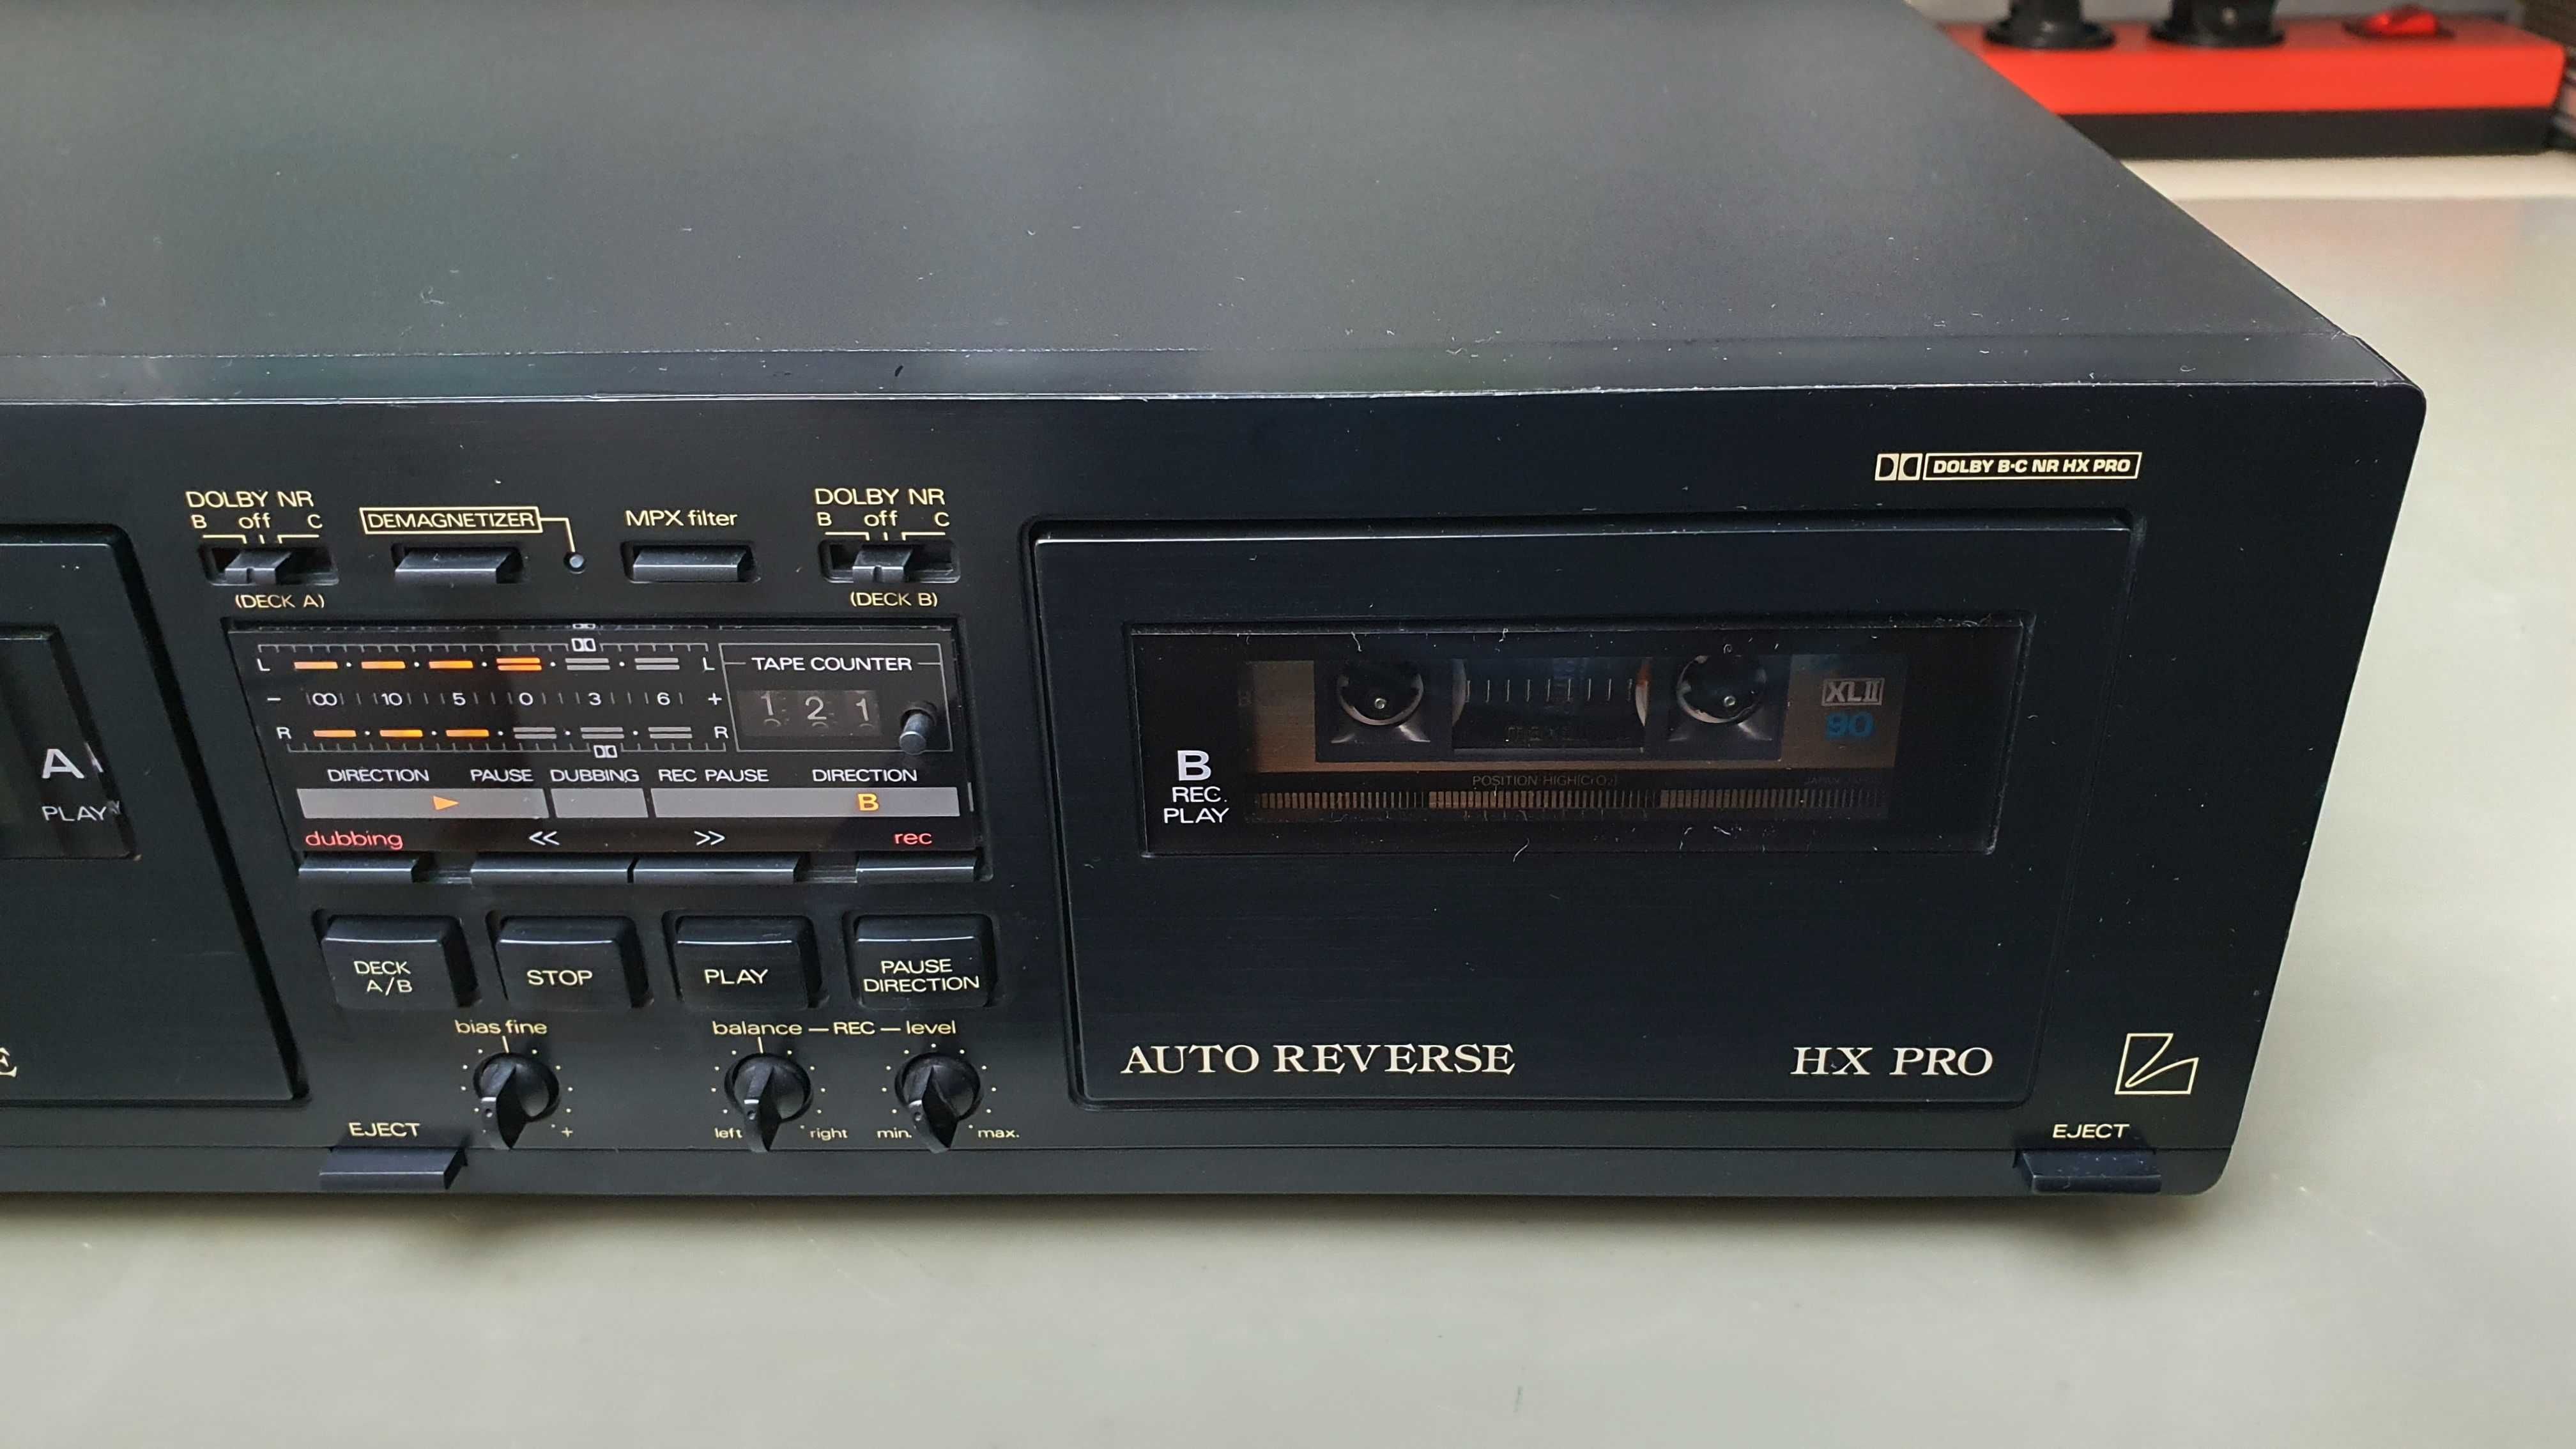 DOLBY B·C NR HX PRO
DOLBY NR
B off C
(DECK A)
DEMAGNETIZER
MPX filter
DOLBY NR
B off C
(DECK B)
L L
TAPE COUNTER
- ∞ 10 5 0 3 6 +
1 2 1
R R
DIRECTION PAUSE DUBBING REC PAUSE DIRECTION
B
dubbing << >> rec
DECK
A/B
STOP
PLAY
PAUSE
DIRECTION
bias fine
+
balance — REC — level
left right min. max.
EJECT
A
PLAY
E
B
REC.
PLAY
XLII
90
POSITION·HIGH(CrO₂)
AUTO REVERSE
HX PRO
EJECT